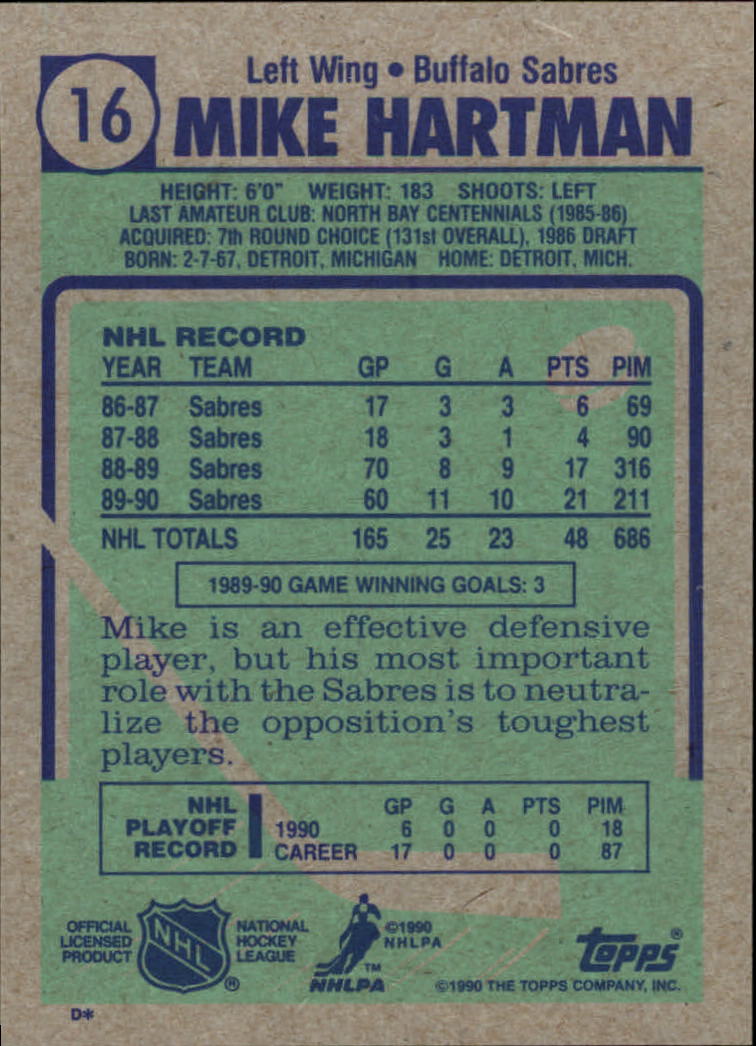 16
Left Wing • Buffalo Sabres
MIKE HARTMAN
HEIGHT: 6'0" WEIGHT: 183 SHOOTS: LEFT
LAST AMATEUR CLUB: NORTH BAY CENTENNIALS (1985-86)
ACQUIRED: 7th ROUND CHOICE (131st OVERALL), 1986 DRAFT
BORN: 2-7-67, DETROIT, MICHIGAN HOME: DETROIT, MICH.
NHL RECORD
YEAR TEAM GP G A PTS PIM
86-87 Sabres 17 3 3 6 69
87-88 Sabres 18 3 1 4 90
88-89 Sabres 70 8 9 17 316
89-90 Sabres 60 11 10 21 211
NHL TOTALS 165 25 23 48 686
1989-90 GAME WINNING GOALS: 3
Mike is an effective defensive
player, but his most important
role with the Sabres is to neutra-
lize the opposition's toughest
players.
NHL PLAYOFF RECORD
GP G A PTS PIM
1990 6 0 0 0 18
CAREER 17 0 0 0 87
OFFICIAL
LICENSED
PRODUCT
NHL
®
NATIONAL
HOCKEY
LEAGUE
TM
NHLPA
©1990
NHLPA
TOPPS®
©1990 THE TOPPS COMPANY, INC.
D*